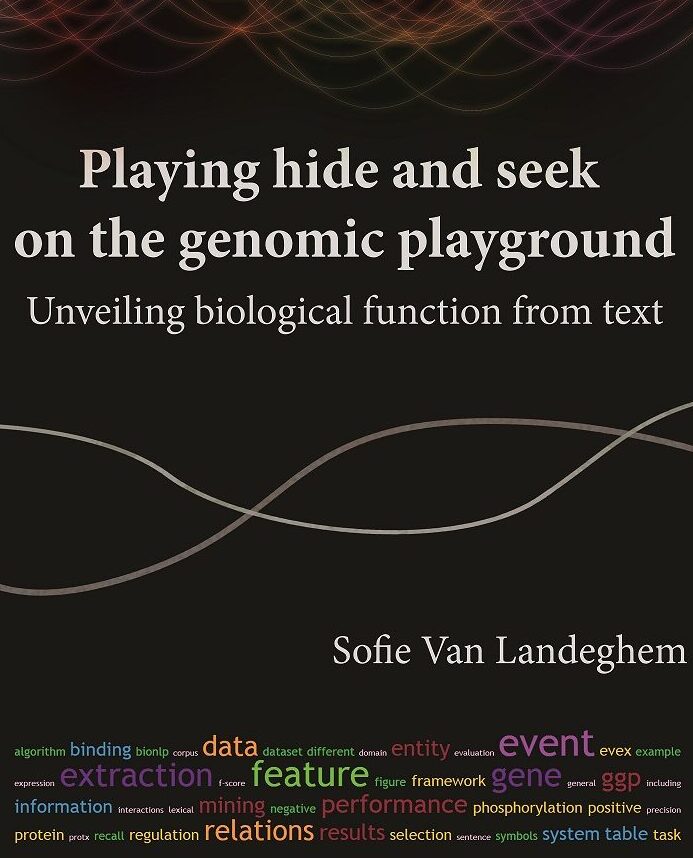 Playing hide and seek
on the genomic playground
Unveiling biological function from text
Sofie Van Landeghem
algorithm binding bionlp corpus data dataset different domain entity evaluation event evex example
expression extraction f-score feature figure framework gene general ggp including
information interactions lexical mining negative performance phosphorylation positive precision
protein protx recall regulation relations results selection sentence symbols system table task